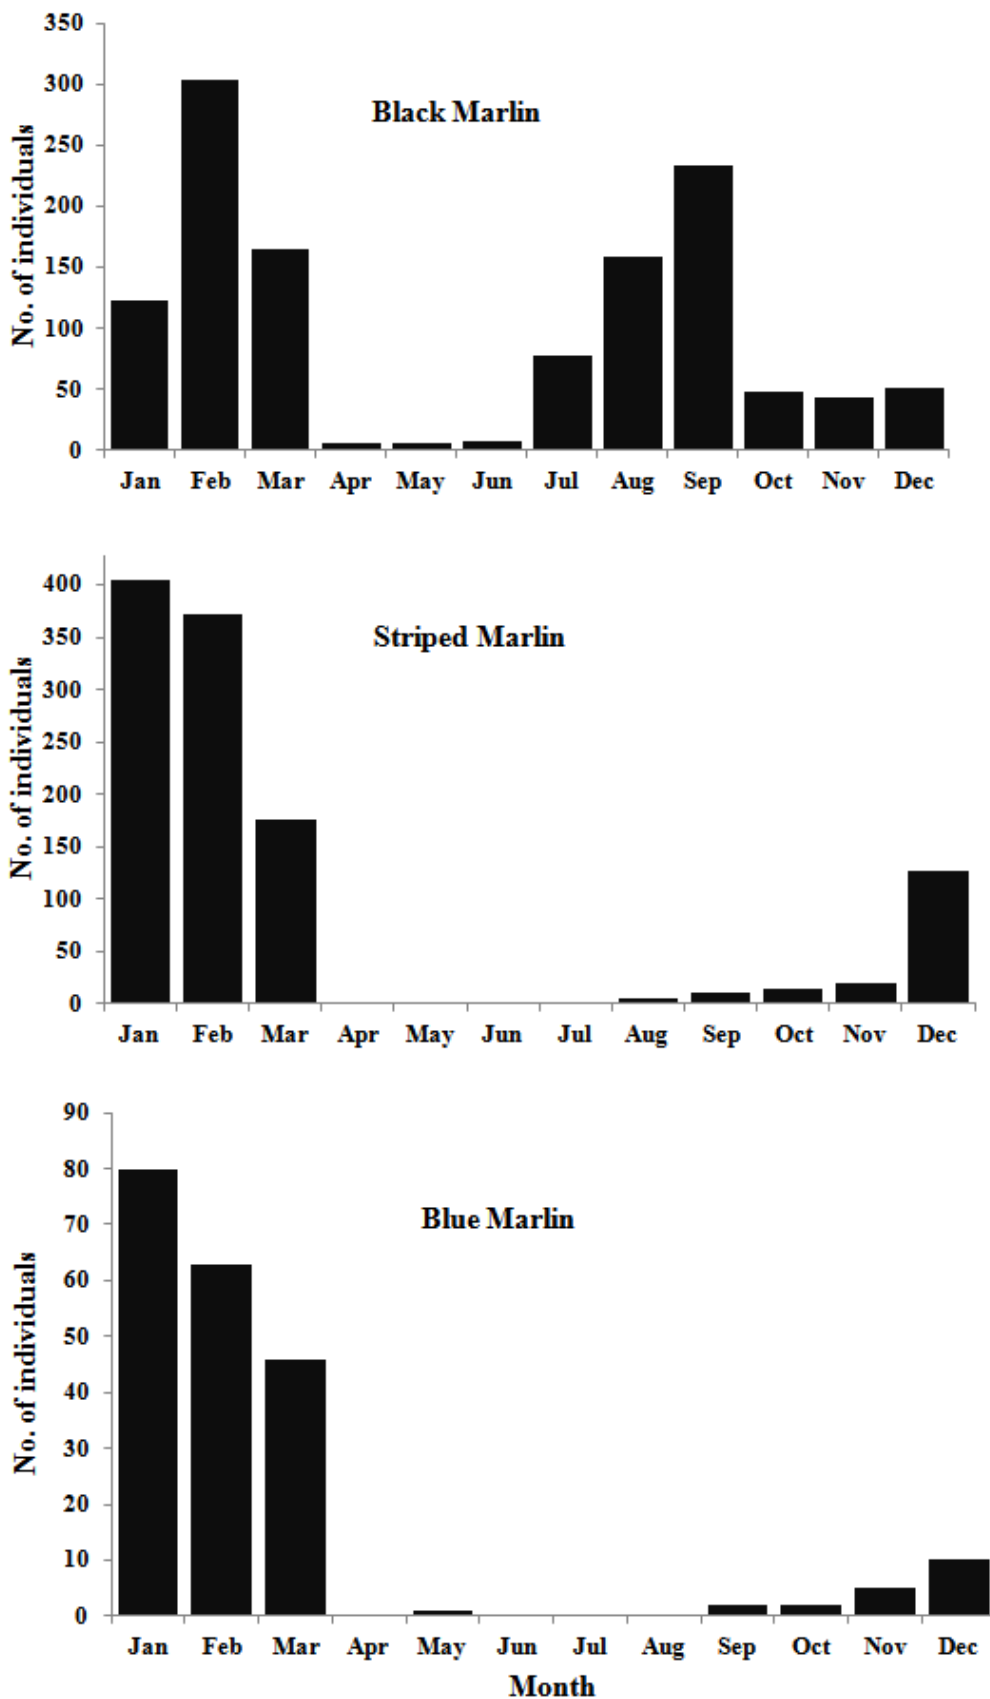 350
300
250
200
150
100
50
0
No. of individuals
Black Marlin
Jan Feb Mar Apr May Jun Jul Aug Sep Oct Nov Dec
400
350
300
250
200
150
100
50
0
No. of individuals
Striped Marlin
Jan Feb Mar Apr May Jun Jul Aug Sep Oct Nov Dec
90
80
70
60
50
40
30
20
10
0
No. of individuals
Blue Marlin
Jan Feb Mar Apr May Jun Jul Aug Sep Oct Nov Dec
Month